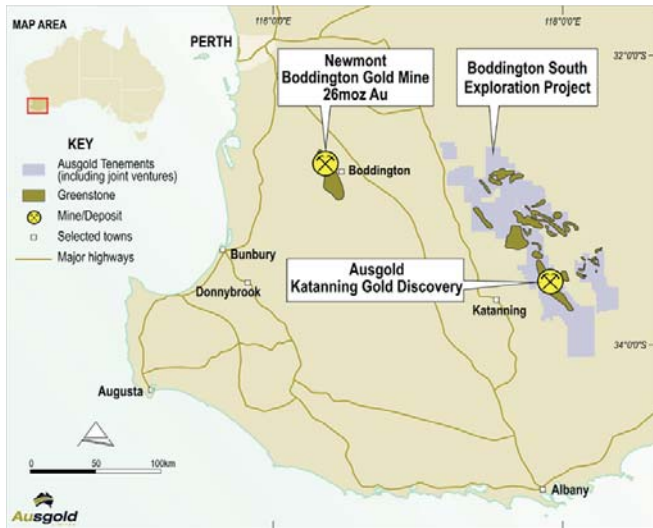 MAP AREA
116°0'0"E
118°0'0"E
PERTH
Newmont
Boddington Gold Mine
26moz Au
Boddington South
Exploration Project
32°0'0"S
KEY
Ausgold Tenements
(including joint ventures)
Greenstone
Mine/Deposit
Selected towns
Major highways
Boddington
Bunbury
Donnybrook
Ausgold
Katanning Gold Discovery
Katanning
34°0'0"S
Augusta
0 50 100km
Albany
Ausgold